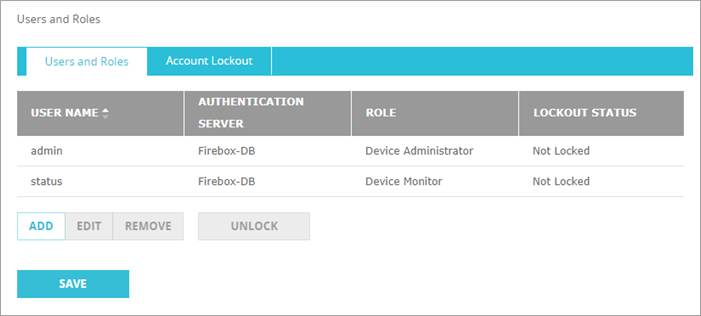 Users and Roles
Users and Roles Account Lockout
USER NAME AUTHENTICATION SERVER ROLE LOCKOUT STATUS
admin Firebox-DB Device Administrator Not Locked
status Firebox-DB Device Monitor Not Locked
ADD EDIT REMOVE UNLOCK
SAVE